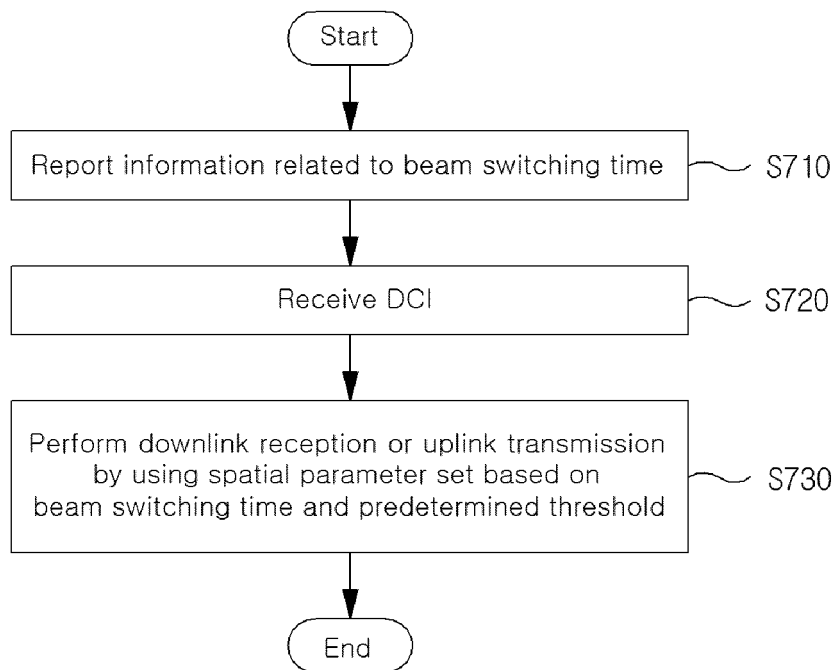 Start
Report information related to beam switching time
S710
Receive DCI
S720
Perform downlink reception or uplink transmission
by using spatial parameter set based on
beam switching time and predetermined threshold
S730
End